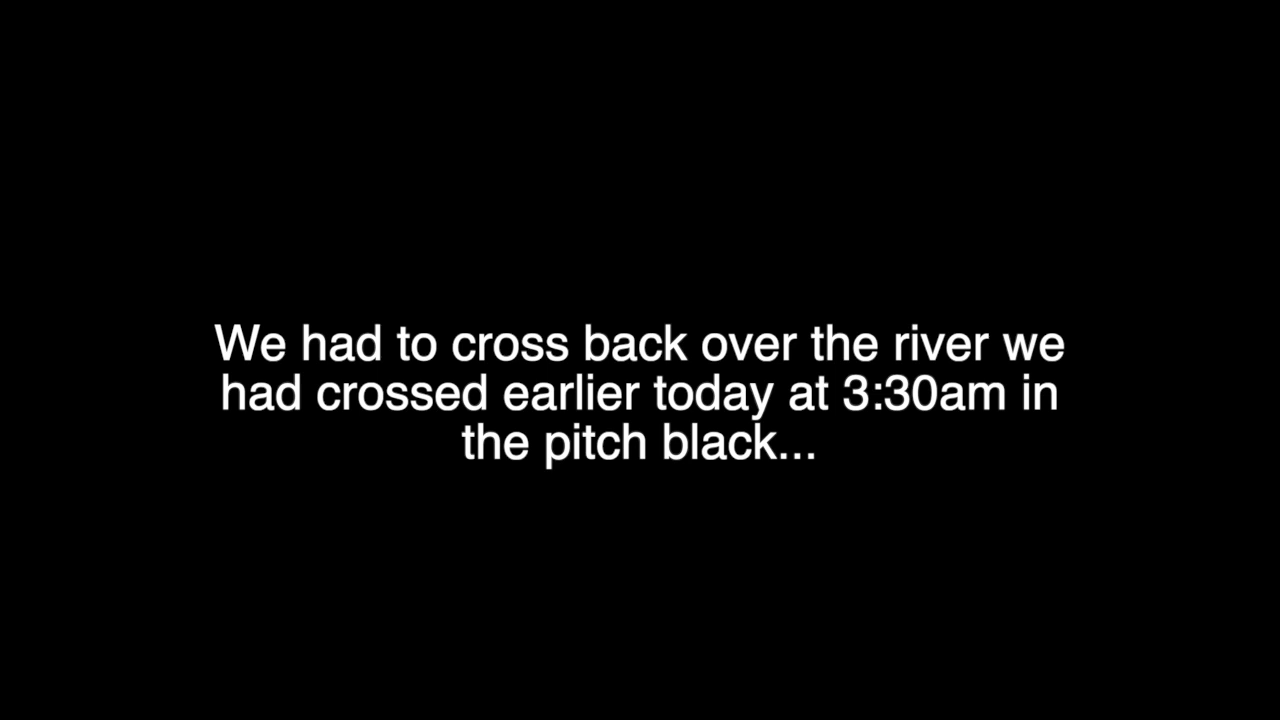 We had to cross back over the river we
had crossed earlier today at 3:30am in
the pitch black...